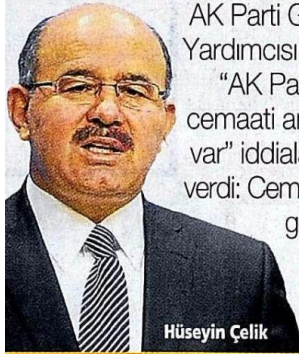 AK Parti G
Yardımcısı
"AK Pa
cemaati ar
var" iddiala
verdi: Cem
g
Hüseyin Çelik